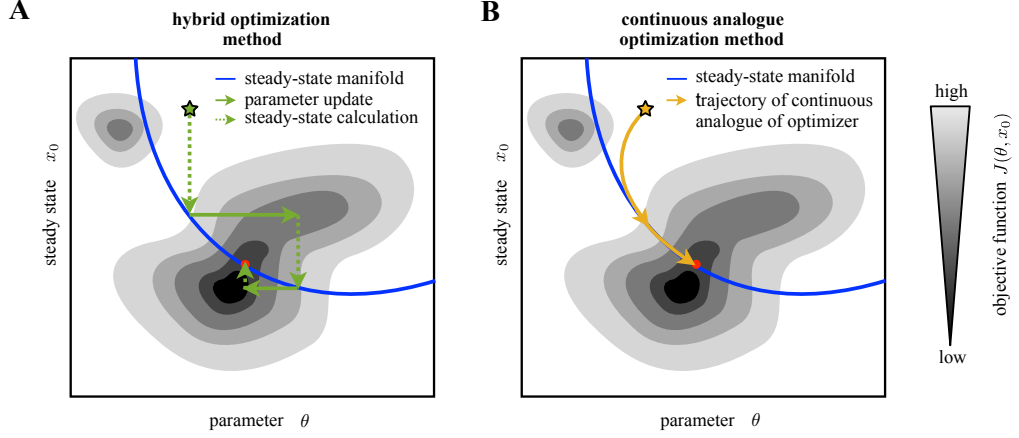 A
hybrid optimization
method
steady-state manifold
parameter update
steady-state calculation
steady state x₀
parameter θ
B
continuous analogue
optimization method
steady-state manifold
trajectory of continuous
analogue of optimizer
steady state x₀
parameter θ
high
low
objective function J(θ, x₀)